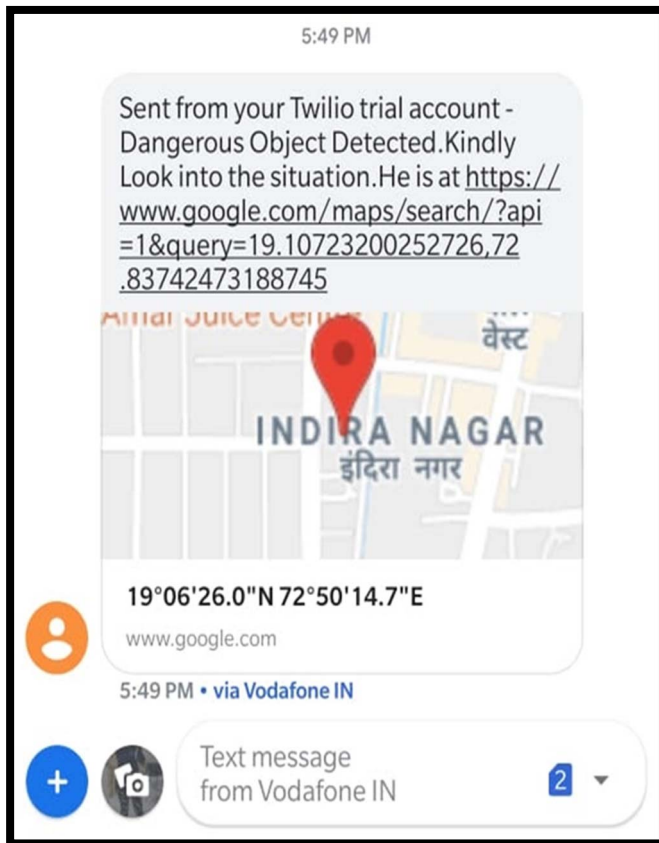 5:49 PM
Sent from your Twilio trial account -
Dangerous Object Detected.Kindly
Look into the situation.He is at https://
www.google.com/maps/search/?api
=1&query=19.10723200252726,72
.83742473188745
Amar Juice Cen
वेस्ट
INDIRA NAGAR
इंदिरा नगर
19°06'26.0"N 72°50'14.7"E
www.google.com
5:49 PM • via Vodafone IN
Text message
from Vodafone IN
2